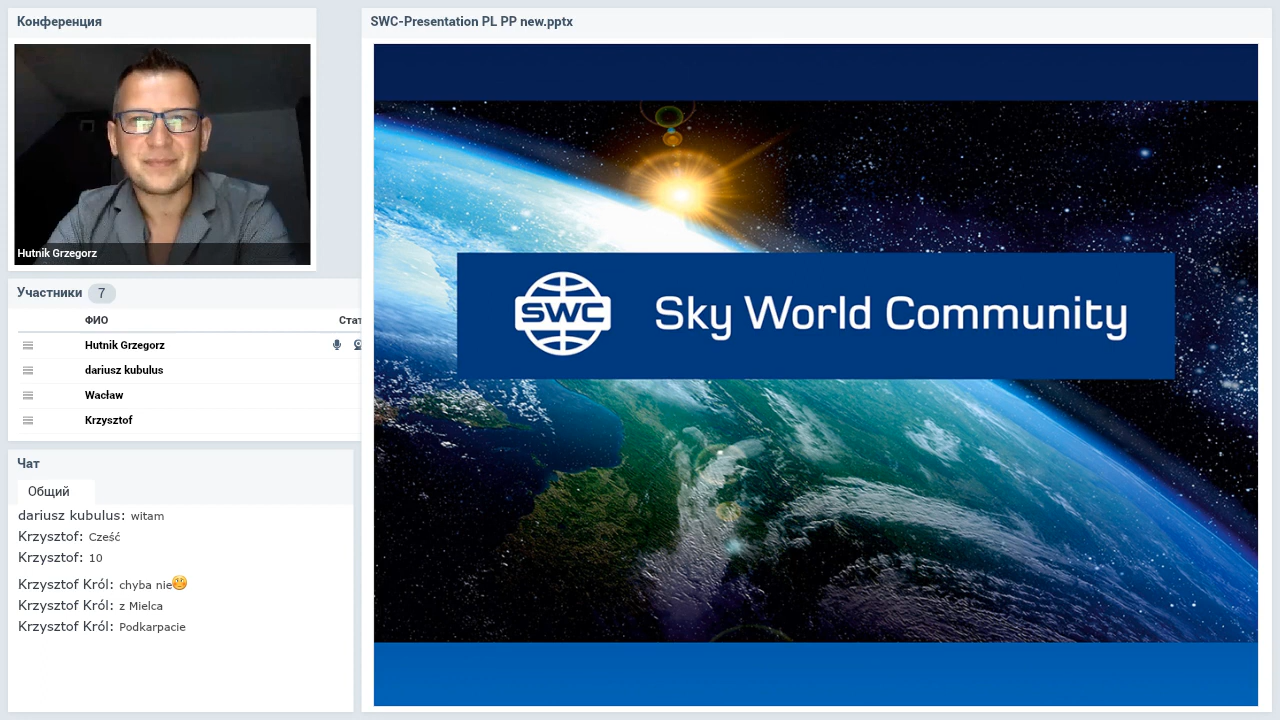 Конференция
Hutnik Grzegorz
Участники 7
ФИО Стат
Hutnik Grzegorz
dariusz kubulus
Wacław
Krzysztof
Чат
Общий
dariusz kubulus: witam
Krzysztof: Cześć
Krzysztof: 10
Krzysztof Król: chyba nie
Krzysztof Król: z Mielca
Krzysztof Król: Podkarpacie
SWC-Presentation PL PP new.pptx
SWC Sky World Community